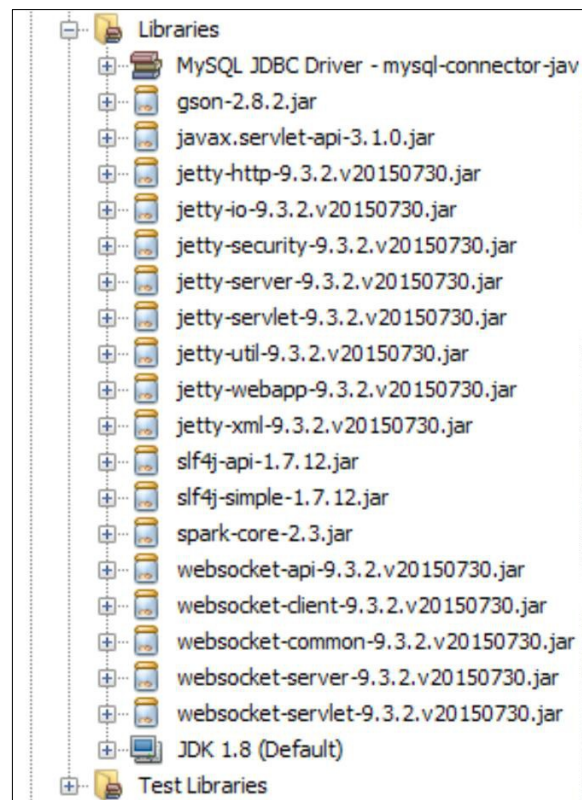 Libraries
MySQL JDBC Driver - mysql-connector-jav
gson-2.8.2.jar
javax.servlet-api-3.1.0.jar
jetty-http-9.3.2.v20150730.jar
jetty-io-9.3.2.v20150730.jar
jetty-security-9.3.2.v20150730.jar
jetty-server-9.3.2.v20150730.jar
jetty-servlet-9.3.2.v20150730.jar
jetty-util-9.3.2.v20150730.jar
jetty-webapp-9.3.2.v20150730.jar
jetty-xml-9.3.2.v20150730.jar
slf4j-api-1.7.12.jar
slf4j-simple-1.7.12.jar
spark-core-2.3.jar
websocket-api-9.3.2.v20150730.jar
websocket-client-9.3.2.v20150730.jar
websocket-common-9.3.2.v20150730.jar
websocket-server-9.3.2.v20150730.jar
websocket-servlet-9.3.2.v20150730.jar
JDK 1.8 (Default)
Test Libraries